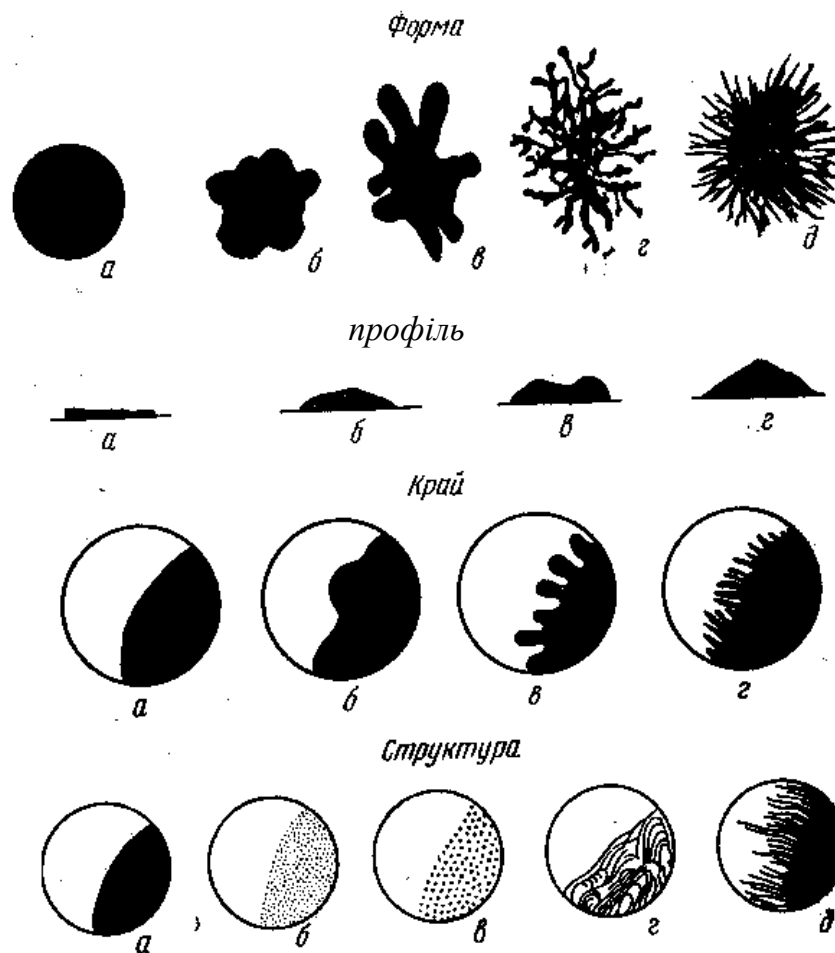 Форма
а б в г д
профіль
а б в г
Край
а б в г
Структура
а б в г д